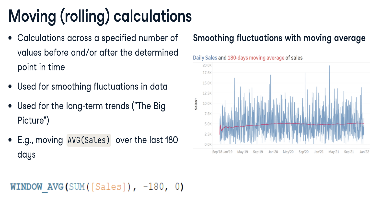 Moving (rolling) calculations
Calculations across a specified number of
values before and/or after the determined
point in time
Used for smoothing fluctuations in data
Used for the long-term trends ("The Big
Picture")
E.g., moving AVG(Sales) over the last 180
days
WINDOW_AVG(SUM([Sales]), -180, 0)
Smoothing fluctuations with moving average
Daily Sales and 180 days moving average of sales